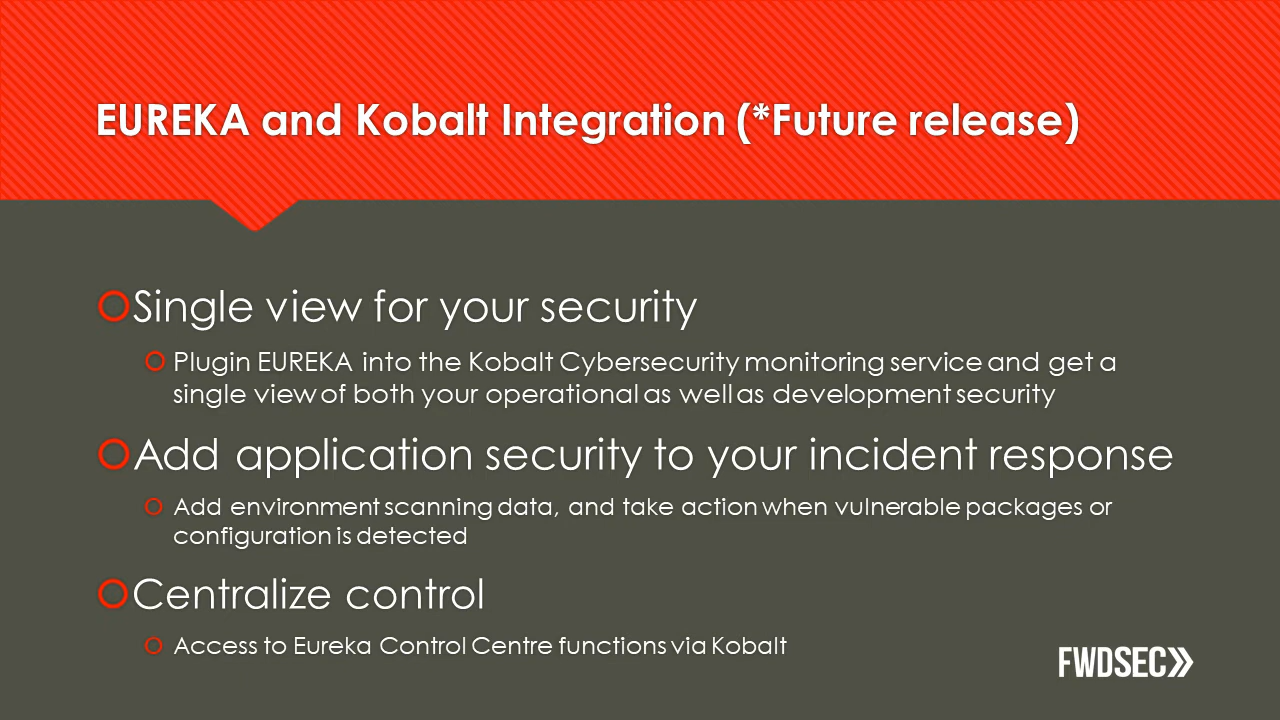 EUREKA and Kobalt Integration (*Future release)
Single view for your security
Plugin EUREKA into the Kobalt Cybersecurity monitoring service and get a
single view of both your operational as well as development security
Add application security to your incident response
Add environment scanning data, and take action when vulnerable packages or
configuration is detected
Centralize control
Access to Eureka Control Centre functions via Kobalt
FWDSEC